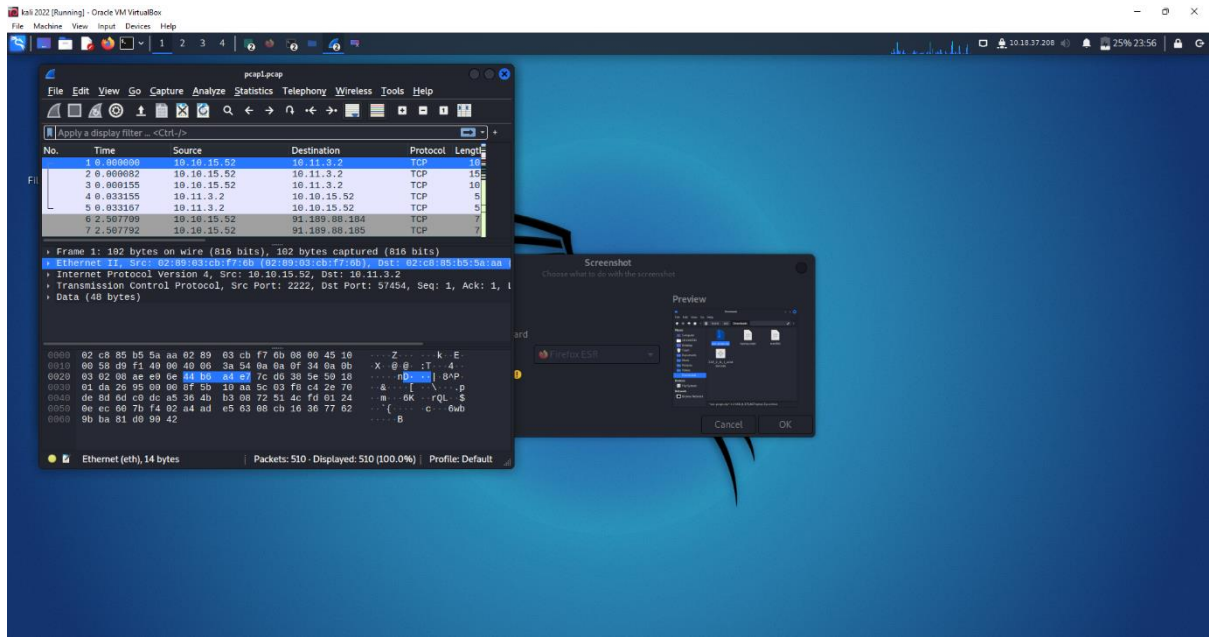 kali 2022 [Running] - Oracle VM VirtualBox
File Machine View Input Devices Help
1 2 3 4
10.18.37.208 25% 23:56
pcap1.pcap
File Edit View Go Capture Analyze Statistics Telephony Wireless Tools Help
Apply a display filter ... <Ctrl-/>
No. Time Source Destination Protocol Length
1 0.000000 10.10.15.52 10.11.3.2 TCP 10
2 0.000082 10.10.15.52 10.11.3.2 TCP 15
3 0.000155 10.10.15.52 10.11.3.2 TCP 10
4 0.033155 10.11.3.2 10.10.15.52 TCP 5
5 0.033167 10.11.3.2 10.10.15.52 TCP 5
6 2.507709 10.10.15.52 91.189.88.184 TCP 7
7 2.507792 10.10.15.52 91.189.88.185 TCP 7
Frame 1: 102 bytes on wire (816 bits), 102 bytes captured (816 bits)
Ethernet II, Src: 02:89:03:cb:f7:6b (02:89:03:cb:f7:6b), Dst: 02:c8:85:b5:5a:aa (
Internet Protocol Version 4, Src: 10.10.15.52, Dst: 10.11.3.2
Transmission Control Protocol, Src Port: 2222, Dst Port: 57454, Seq: 1, Ack: 1, L
Data (48 bytes)
0000 02 c8 85 b5 5a aa 02 89 03 cb f7 6b 08 00 45 10 ····Z··· ···k··E·
0010 00 58 d9 f1 40 00 40 06 3a 54 0a 0a 0f 34 0a 0b ·X··@·@· :T···4··
0020 03 02 08 ae e0 6e 44 b6 a4 e7 7c d6 38 5e 50 18 ·····nD· ··|·8^P·
0030 01 da 26 95 00 00 8f 5b 10 aa 5c 03 f8 c4 2e 70 ··&····[ ··\····.p
0040 de 8d 6d c0 dc a5 36 4b b3 08 72 51 4c fd 01 24 ··m···6K ··rQL··$
0050 0e ec 60 7b f4 02 a4 ad e5 63 08 cb 16 36 77 62 ··`{···· ·c···6wb
0060 9b ba 81 d0 90 42 ·····B
Ethernet (eth), 14 bytes Packets: 510 · Displayed: 510 (100.0%) Profile: Default
Screenshot
Choose what to do with the screenshot
Preview
Firefox ESR
Cancel OK